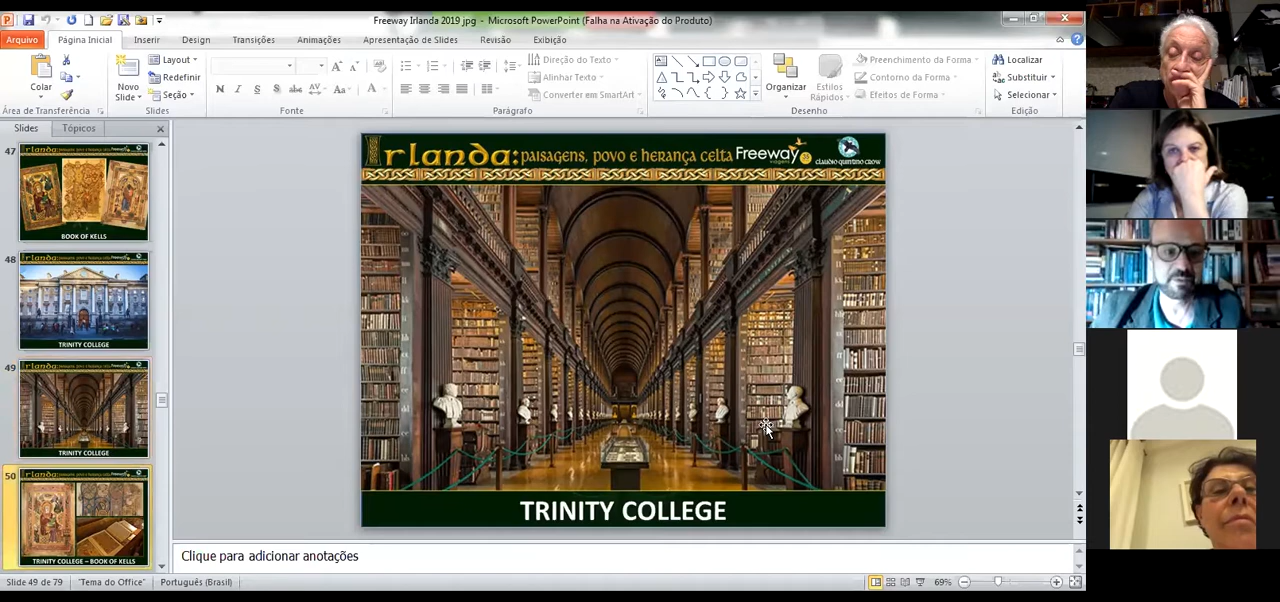 Freeway Irlanda 2019 jpg - Microsoft PowerPoint (Falha na Ativação do Produto)
Arquivo Página Inicial Inserir Design Transições Animações Apresentação de Slides Revisão Exibição
Colar
Área de Transferência
Novo Slide
Layout
Redefinir
Seção
Slides
N I S S abc AV Aa A
Fonte
Direção do Texto
Alinhar Texto
Converter em SmartArt
Parágrafo
Organizar
Estilos Rápidos
Preenchimento da Forma
Contorno da Forma
Efeitos de Forma
Desenho
Localizar
Substituir
Selecionar
Edição
Slides Tópicos
47
BOOK OF KELLS
48
TRINITY COLLEGE
49
TRINITY COLLEGE
50
TRINITY COLLEGE – BOOK OF KELLS
Irlanda: paisagens, povo e herança celta Freeway viagens 35 CLAUDIO QUINTINO CROW
TRINITY COLLEGE
Clique para adicionar anotações
Slide 49 de 79 "Tema do Office" Português (Brasil) 69%